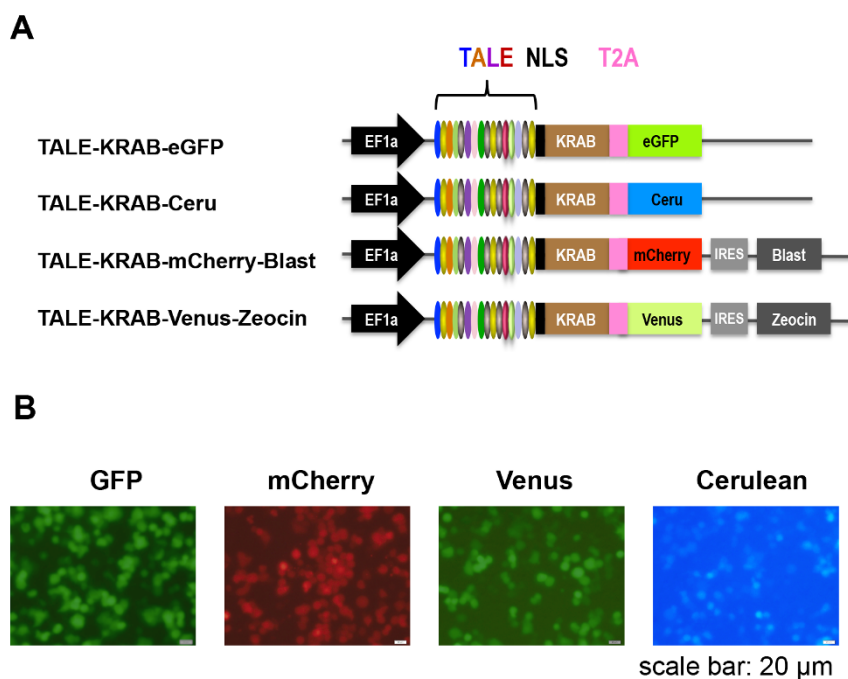 A
TALE NLS T2A
TALE-KRAB-eGFP EF1a KRAB eGFP
TALE-KRAB-Ceru EF1a KRAB Ceru
TALE-KRAB-mCherry-Blast EF1a KRAB mCherry IRES Blast
TALE-KRAB-Venus-Zeocin EF1a KRAB Venus IRES Zeocin
B
GFP mCherry Venus Cerulean
scale bar: 20 µm